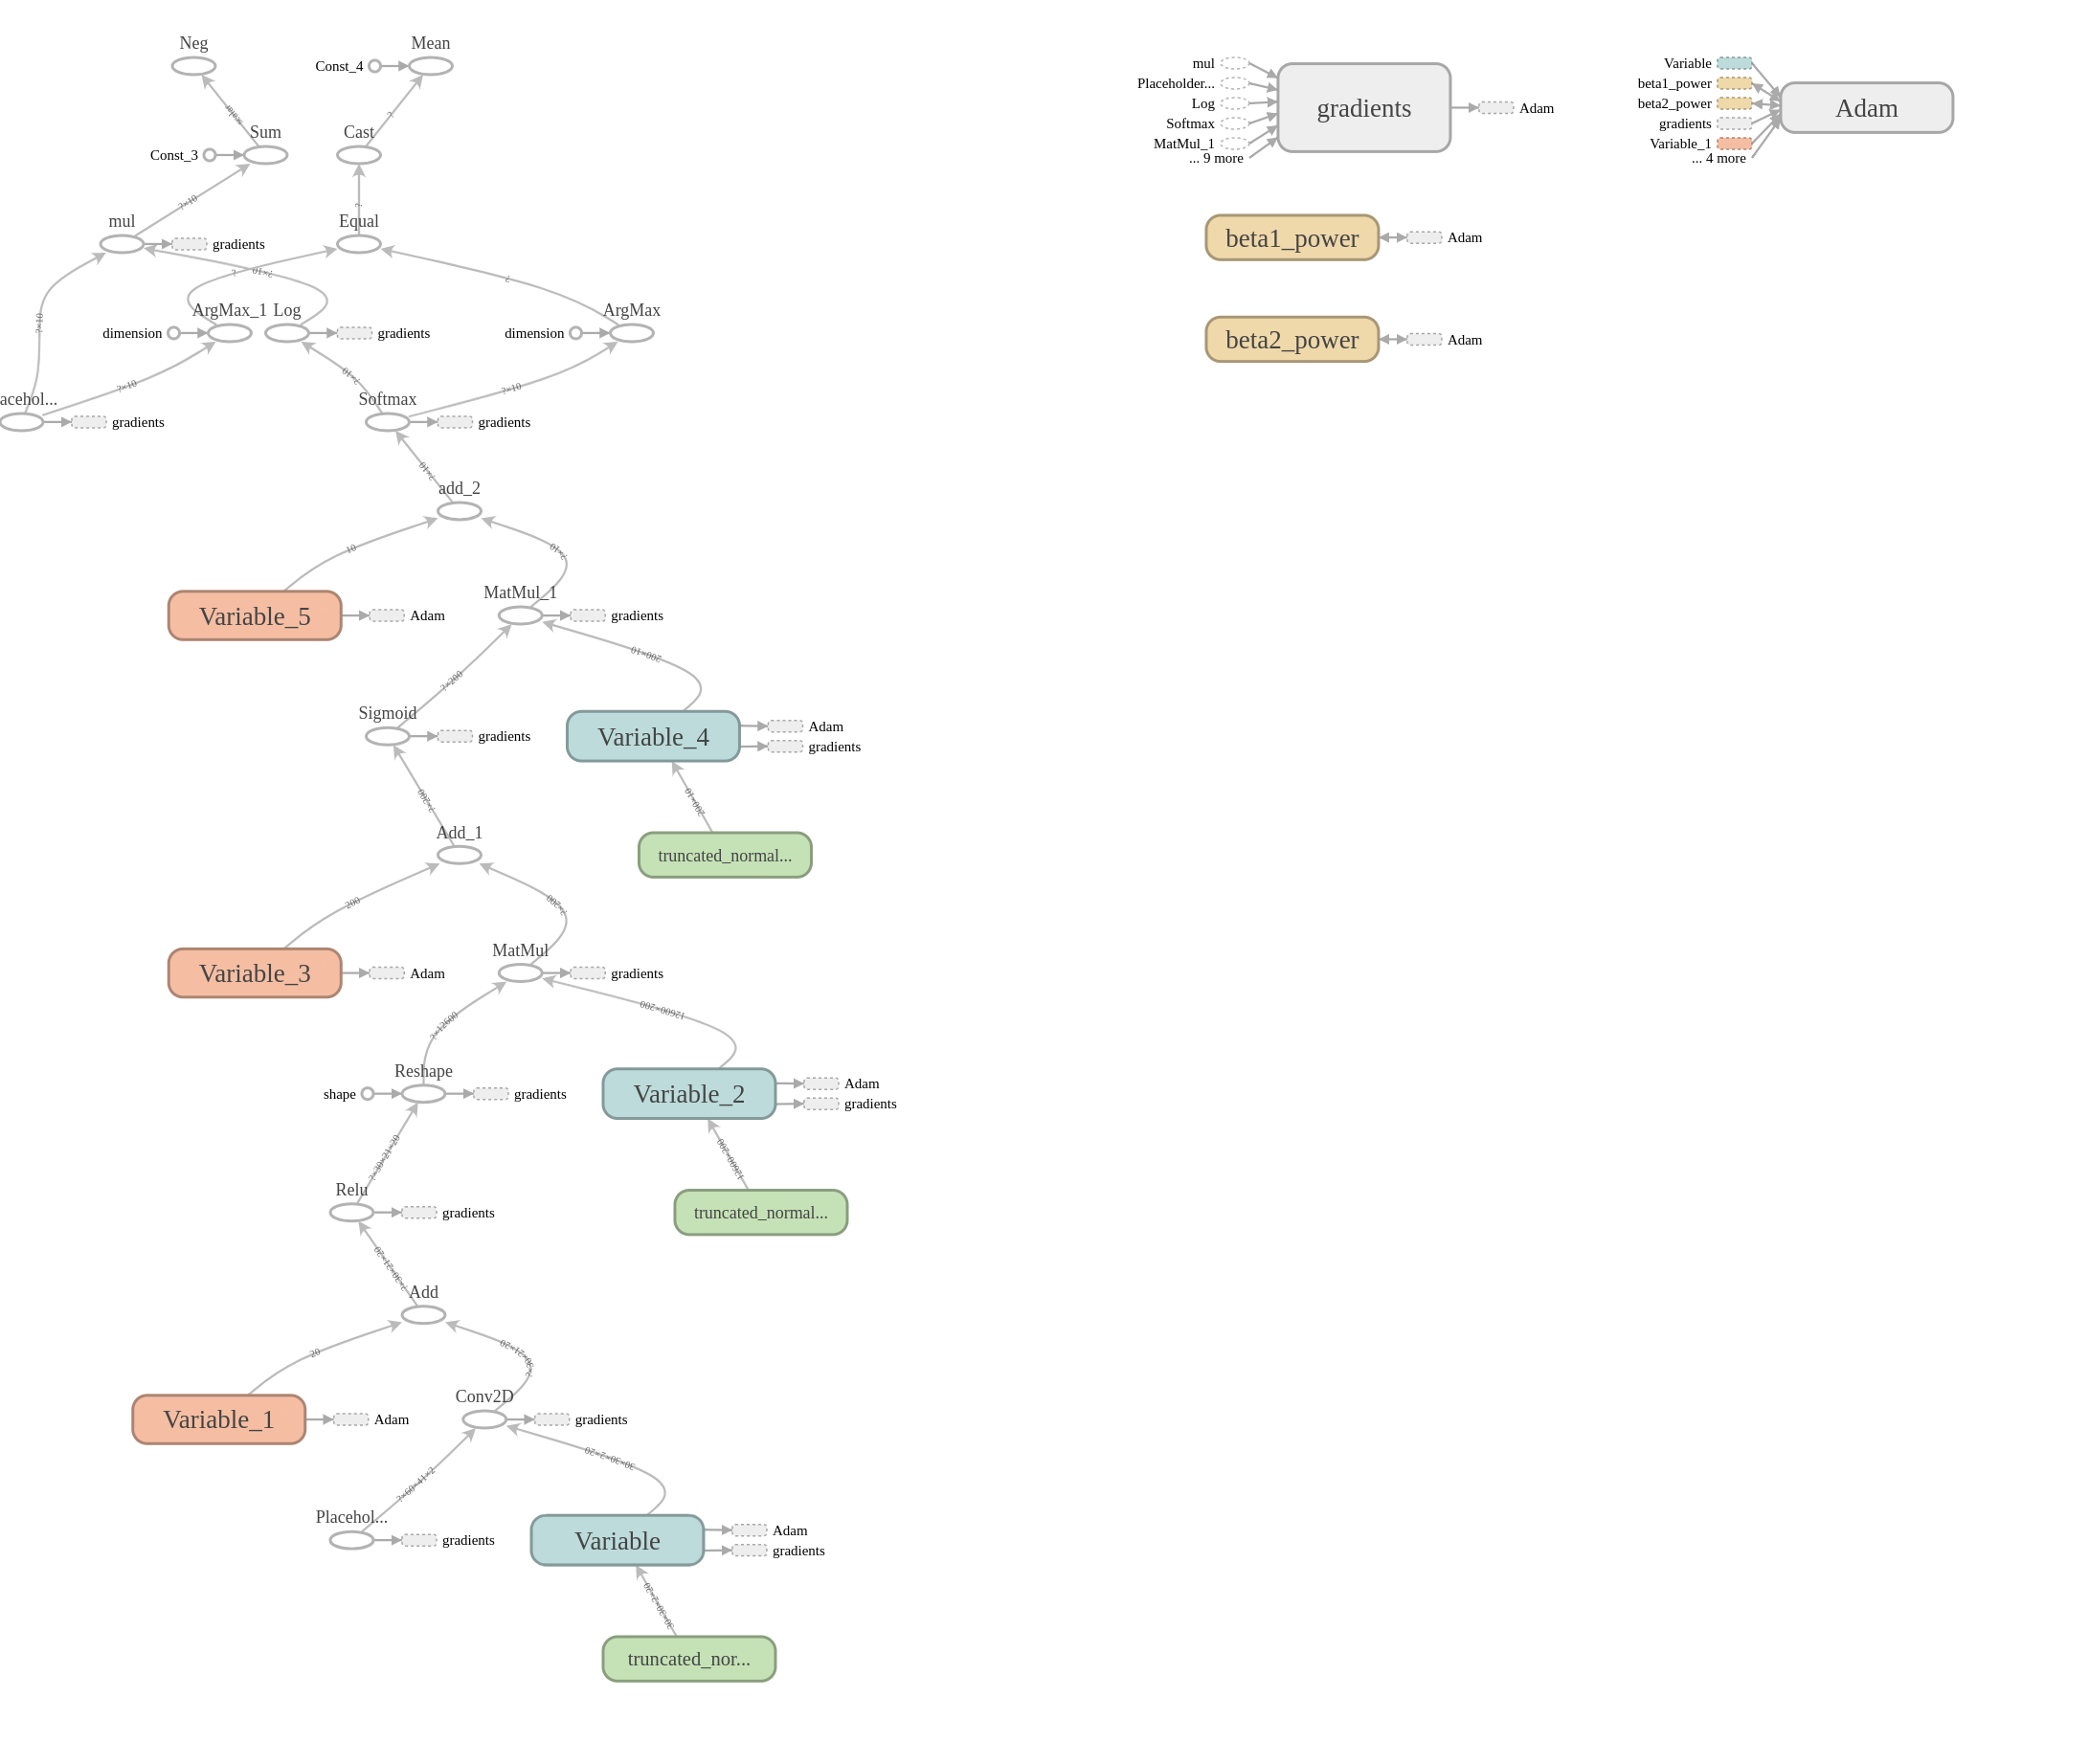 Neg
Mean
Const_4
scalar
?
Sum
Cast
Const_3
?×10
?
mul
Equal
gradients
?
?×10
?
ArgMax_1
Log
ArgMax
dimension
gradients
dimension
?×10
?×10
?×10
?×10
acehol...
Softmax
gradients
gradients
?×10
add_2
10
?×10
Variable_5
Adam
MatMul_1
gradients
?×200
200×10
Sigmoid
gradients
Variable_4
Adam
gradients
?×200
200×10
Add_1
truncated_normal...
200
?×200
Variable_3
Adam
MatMul
gradients
?×12600
12600×200
Reshape
shape
gradients
Variable_2
Adam
gradients
?×30×21×20
12600×200
Relu
gradients
truncated_normal...
?×30×21×20
Add
20
?×30×21×20
Variable_1
Adam
Conv2D
gradients
?×60×41×2
30×30×2×20
Placehol...
gradients
Variable
Adam
gradients
30×30×2×20
truncated_nor...
mul
Placeholder...
Log
Softmax
MatMul_1
... 9 more
gradients
Adam
Variable
beta1_power
beta2_power
gradients
Variable_1
... 4 more
Adam
beta1_power
Adam
beta2_power
Adam